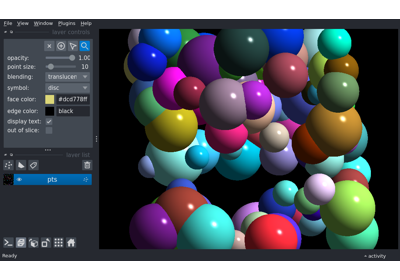 File View Window Plugins Help
layer controls
opacity: 1.00
point size: 10
blending: translucen
symbol: disc
face color: #dcd778ff
edge color: black
display text:
out of slice:
layer list
pts
Ready
activity